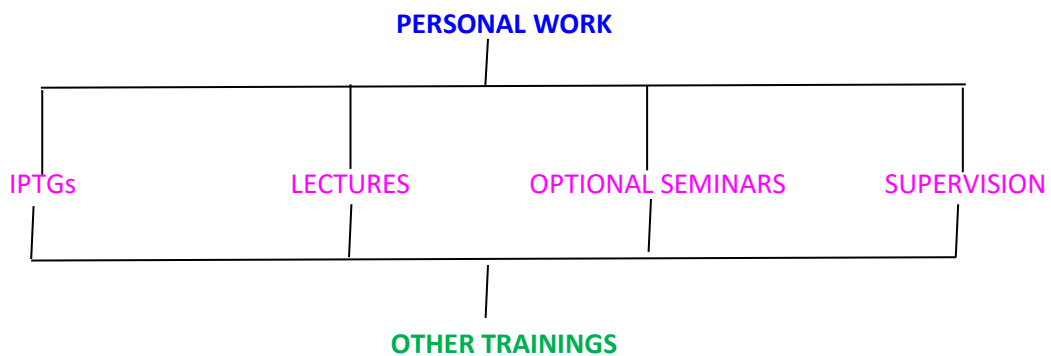 PERSONAL WORK
IPTGs LECTURES OPTIONAL SEMINARS SUPERVISION
OTHER TRAININGS